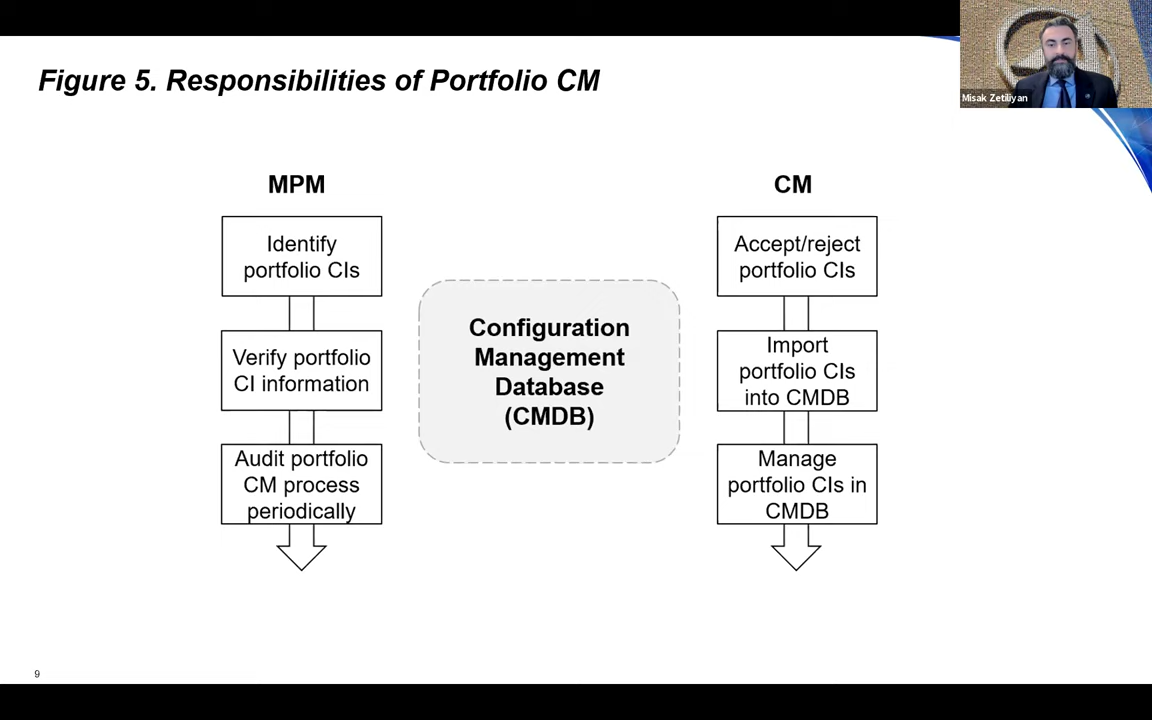 Figure 5. Responsibilities of Portfolio CM
Misak Zetiliyan
MPM
Identify
portfolio CIs
Verify portfolio
CI information
Audit portfolio
CM process
periodically
Configuration
Management
Database
(CMDB)
CM
Accept/reject
portfolio CIs
Import
portfolio CIs
into CMDB
Manage
portfolio CIs in
CMDB
9